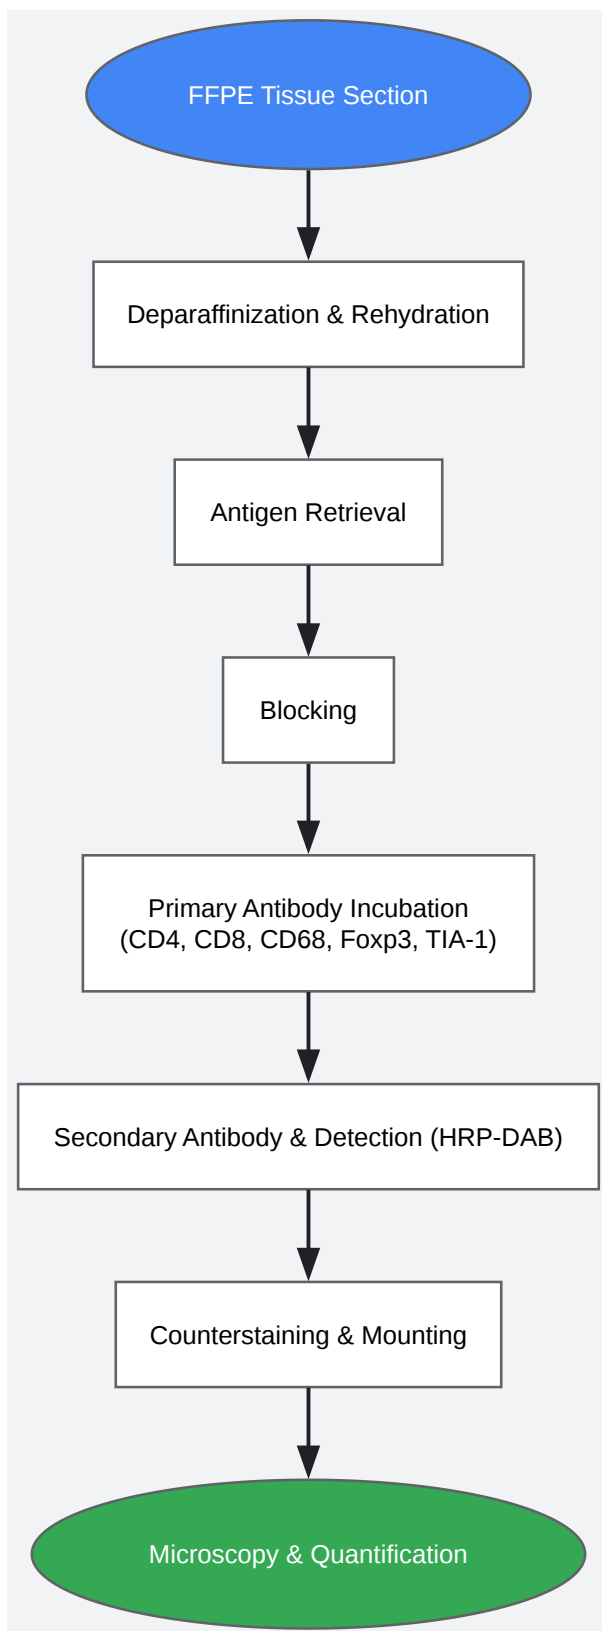 FFPE Tissue Section
Deparaffinization & Rehydration
Antigen Retrieval
Blocking
Primary Antibody Incubation
(CD4, CD8, CD68, Foxp3, TIA-1)
Secondary Antibody & Detection (HRP-DAB)
Counterstaining & Mounting
Microscopy & Quantification